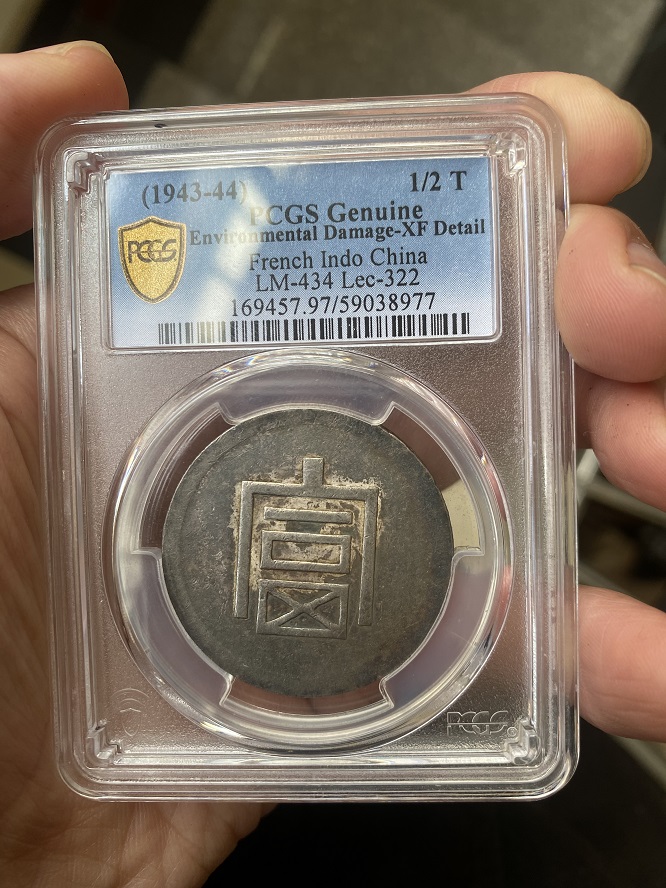 (1943-44) 1/2 T
PCGS Genuine
Environmental Damage-XF Detail
French Indo China
LM-434 Lec-322
169457.97/59038977
PCGS
富
PCGS